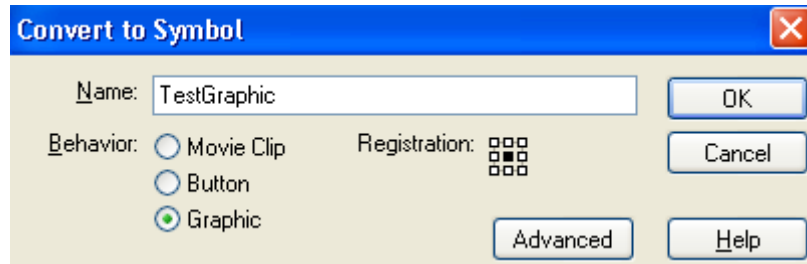 Convert to Symbol
Name: TestGraphic OK
Behavior: Movie Clip Registration: Cancel
Button
Graphic
Advanced Help